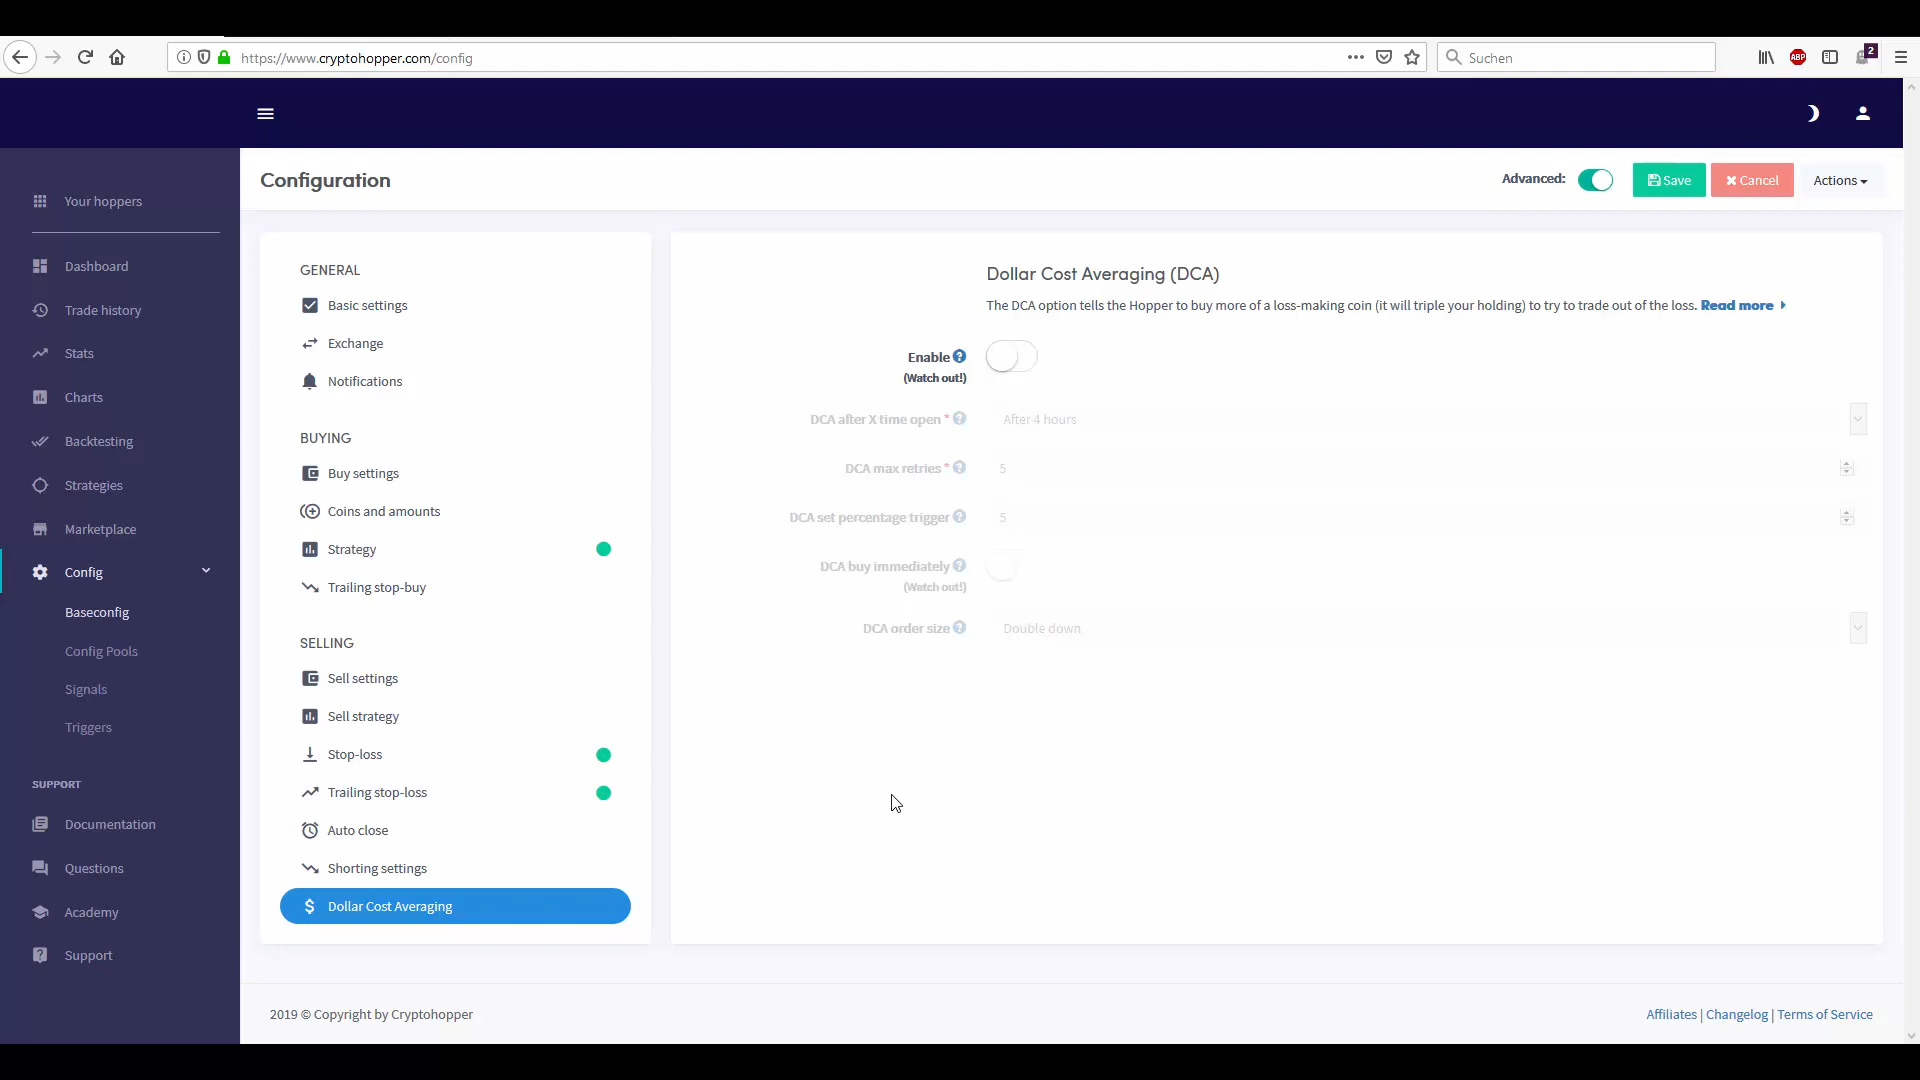 https://www.cryptohopper.com/config
Suchen
ABP
2
Configuration
Advanced:
Save
Cancel
Actions
Your hoppers
Dashboard
Trade history
Stats
Charts
Backtesting
Strategies
Marketplace
Config
Baseconfig
Config Pools
Signals
Triggers
SUPPORT
Documentation
Questions
Academy
Support
GENERAL
Basic settings
Exchange
Notifications
BUYING
Buy settings
Coins and amounts
Strategy
Trailing stop-buy
SELLING
Sell settings
Sell strategy
Stop-loss
Trailing stop-loss
Auto close
Shorting settings
Dollar Cost Averaging
Dollar Cost Averaging (DCA)
The DCA option tells the Hopper to buy more of a loss-making coin (it will triple your holding) to try to trade out of the loss. Read more
Enable
(Watch out!)
DCA after X time open * After 4 hours
DCA max retries * 5
DCA set percentage trigger 5
DCA buy immediately
(Watch out!)
DCA order size Double down
2019 © Copyright by Cryptohopper
Affiliates | Changelog | Terms of Service